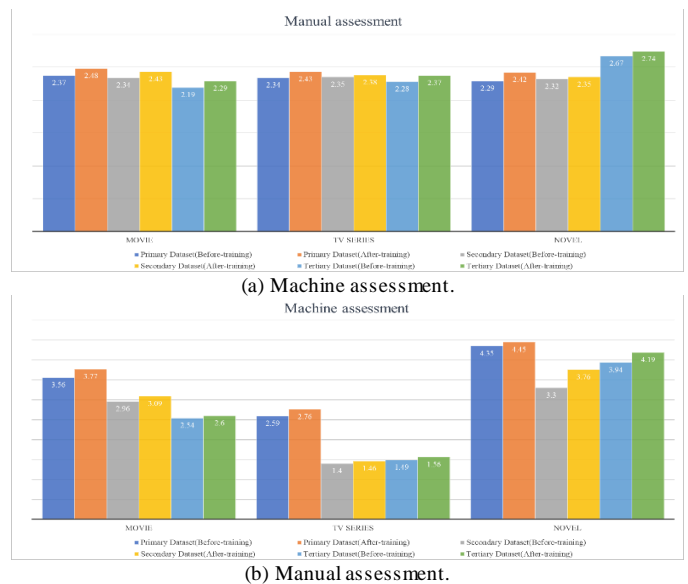 Manual assessment
2.37 2.48 2.34 2.43 2.19 2.29 2.34 2.43 2.35 2.38 2.28 2.37 2.29 2.42 2.32 2.35 2.67 2.74
MOVIE TV SERIES NOVEL
Primary Dataset(Before-training) Primary Dataset(After-training) Secondary Dataset(Before-training)
Secondary Dataset(After-training) Tertiary Dataset(Before-training) Tertiary Dataset(After-training)
(a) Machine assessment.
Machine assessment
3.56 3.77 2.96 3.09 2.54 2.6 2.59 2.76 1.4 1.46 1.49 1.56 4.35 4.45 3.3 3.76 3.94 4.19
MOVIE TV SERIES NOVEL
Primary Dataset(Before-training) Primary Dataset(After-training) Secondary Dataset(Before-training)
Secondary Dataset(After-training) Tertiary Dataset(Before-training) Tertiary Dataset(After-training)
(b) Manual assessment.